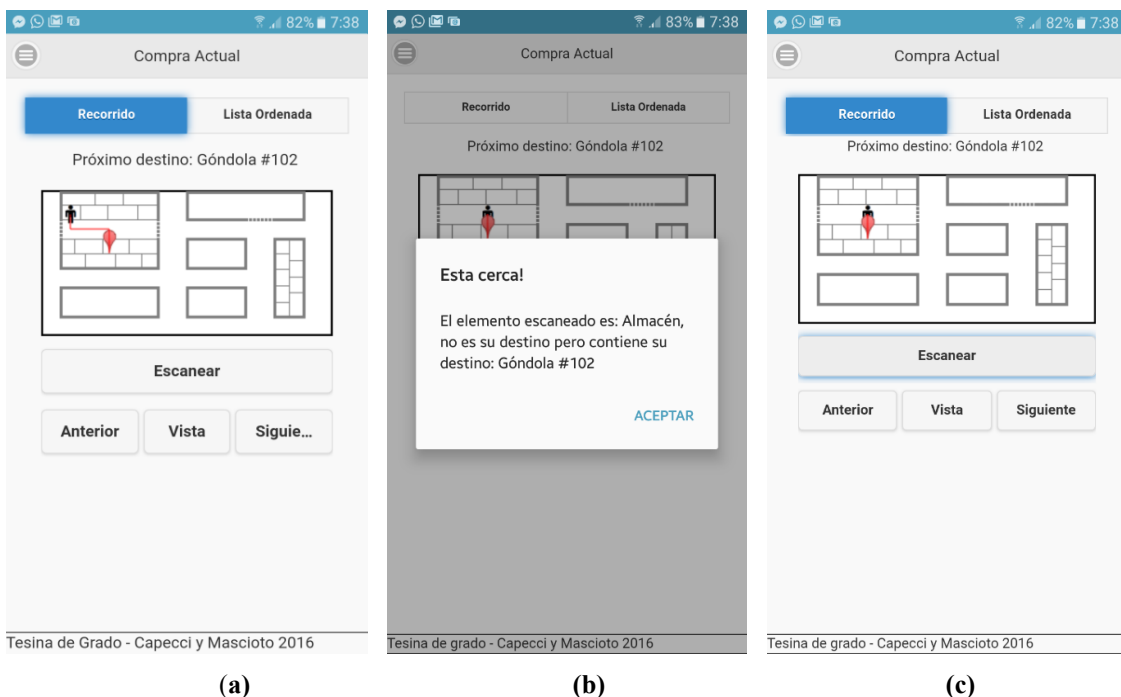 82% 7:38
Compra Actual
Recorrido
Lista Ordenada
Próximo destino: Góndola #102
Escanear
Anterior
Vista
Siguie...
Tesina de Grado - Capecci y Mascioto 2016
(a)
83% 7:38
Compra Actual
Recorrido
Lista Ordenada
Próximo destino: Góndola #102
Esta cerca!
El elemento escaneado es: Almacén,
no es su destino pero contiene su
destino: Góndola #102
ACEPTAR
Tesina de grado - Capecci y Mascioto 2016
(b)
82% 7:38
Compra Actual
Recorrido
Lista Ordenada
Próximo destino: Góndola #102
Escanear
Anterior
Vista
Siguiente
Tesina de grado - Capecci y Mascioto 2016
(c)